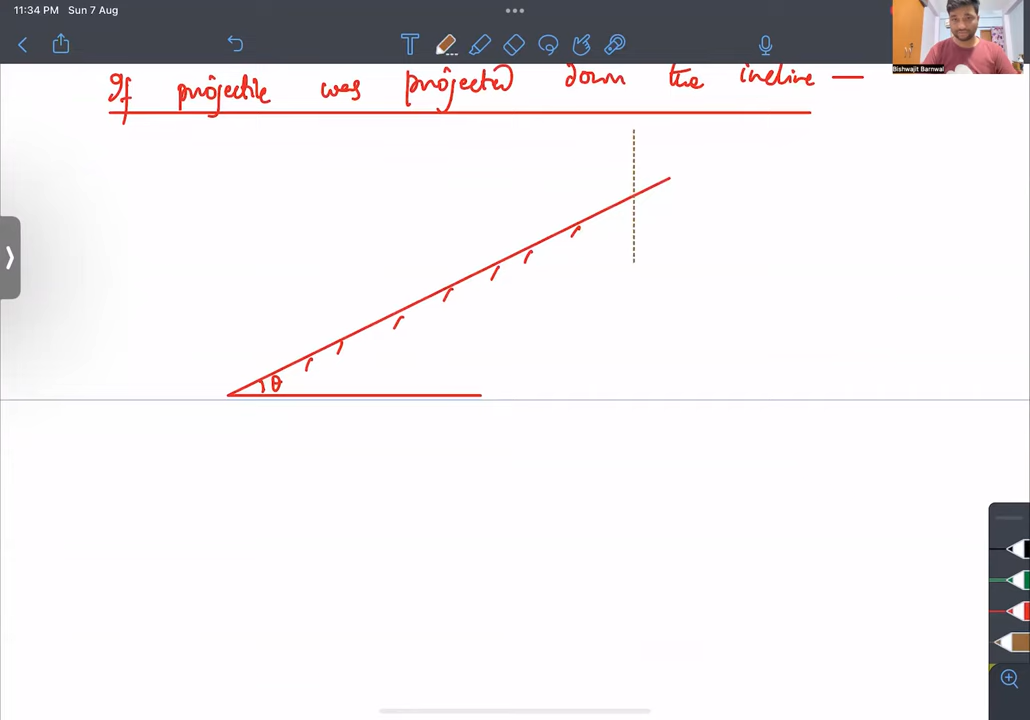 11:34 PM Sun 7 Aug
Bishwajit Barnwal
If projectile was projected down the incline —
θ